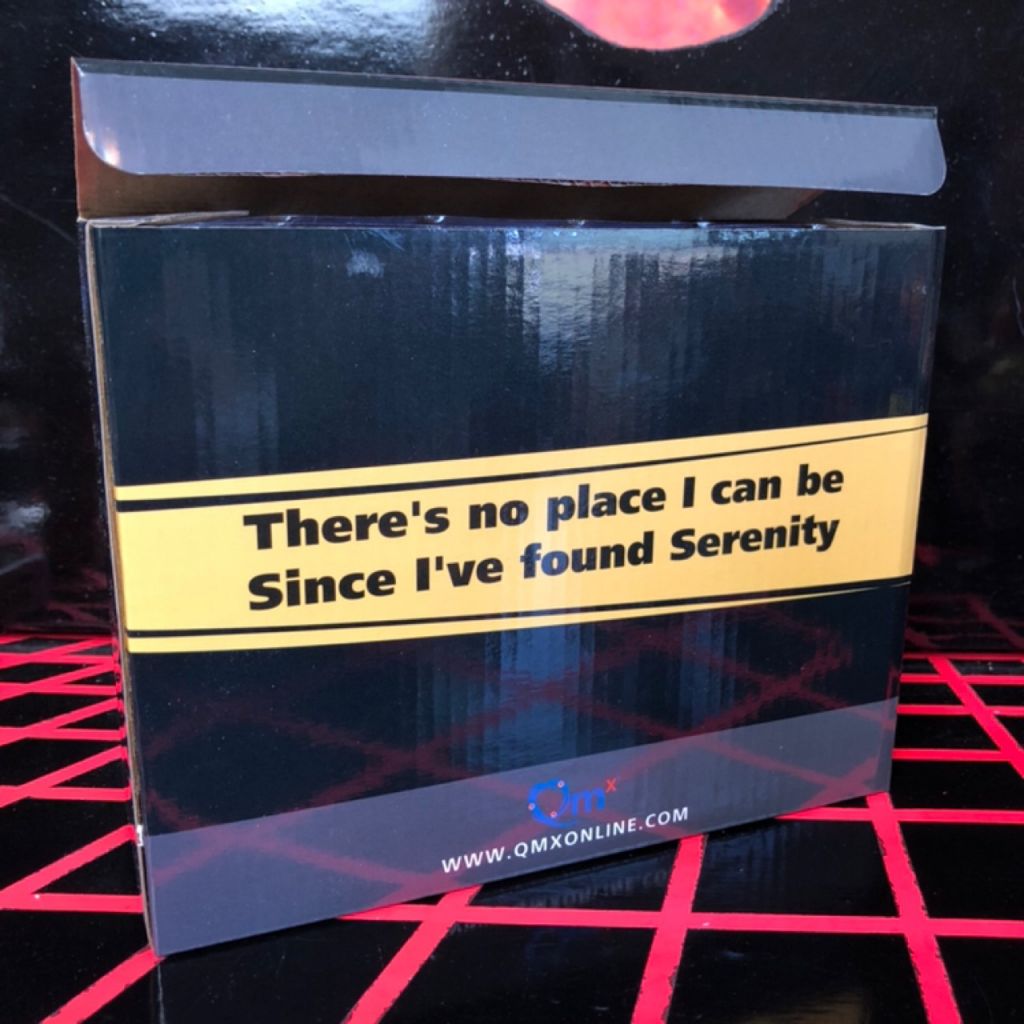 There's no place I can be
Since I've found Serenity
Qmx
WWW.QMXONLINE.COM